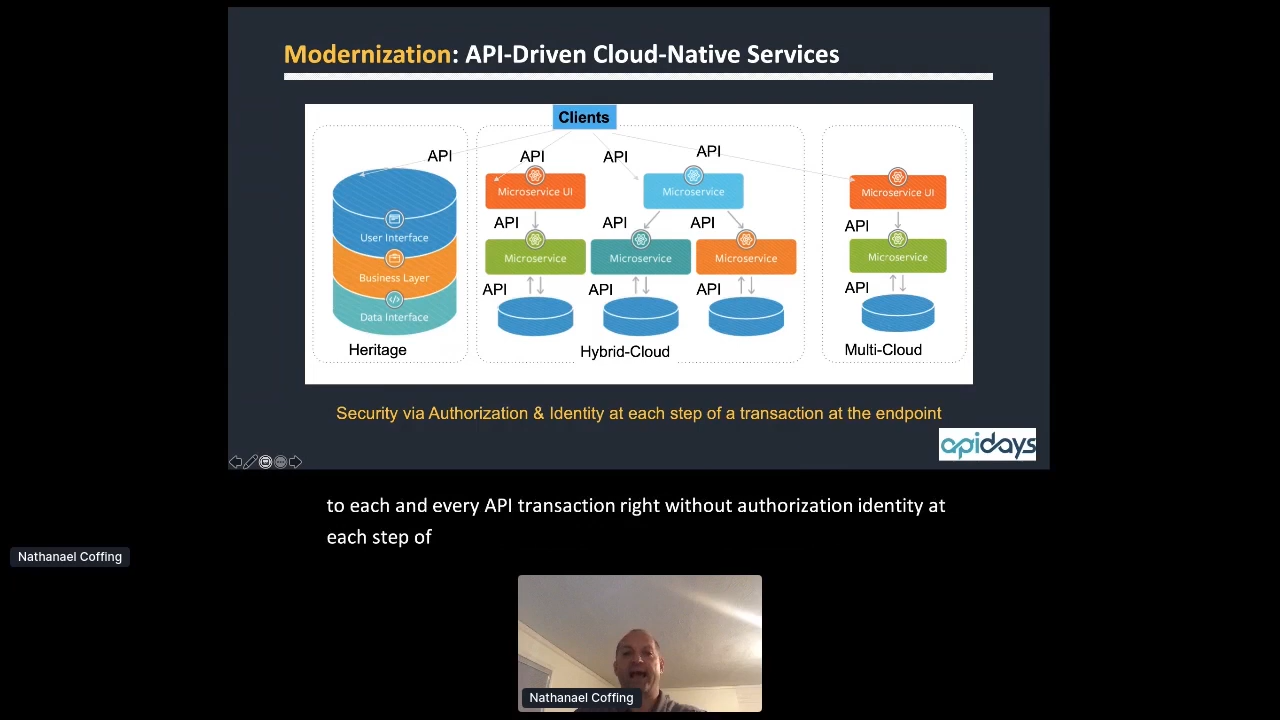 Modernization: API-Driven Cloud-Native Services
Clients
API
API
API
API
Microservice UI
Microservice
Microservice UI
API
API
API
API
User Interface
Microservice
Microservice
Microservice
Microservice
Business Layer
API
API
API
API
Data Interface
Heritage
Hybrid-Cloud
Multi-Cloud
Security via Authorization & Identity at each step of a transaction at the endpoint
apidays
to each and every API transaction right without authorization identity at
each step of
Nathanael Coffing
Nathanael Coffing